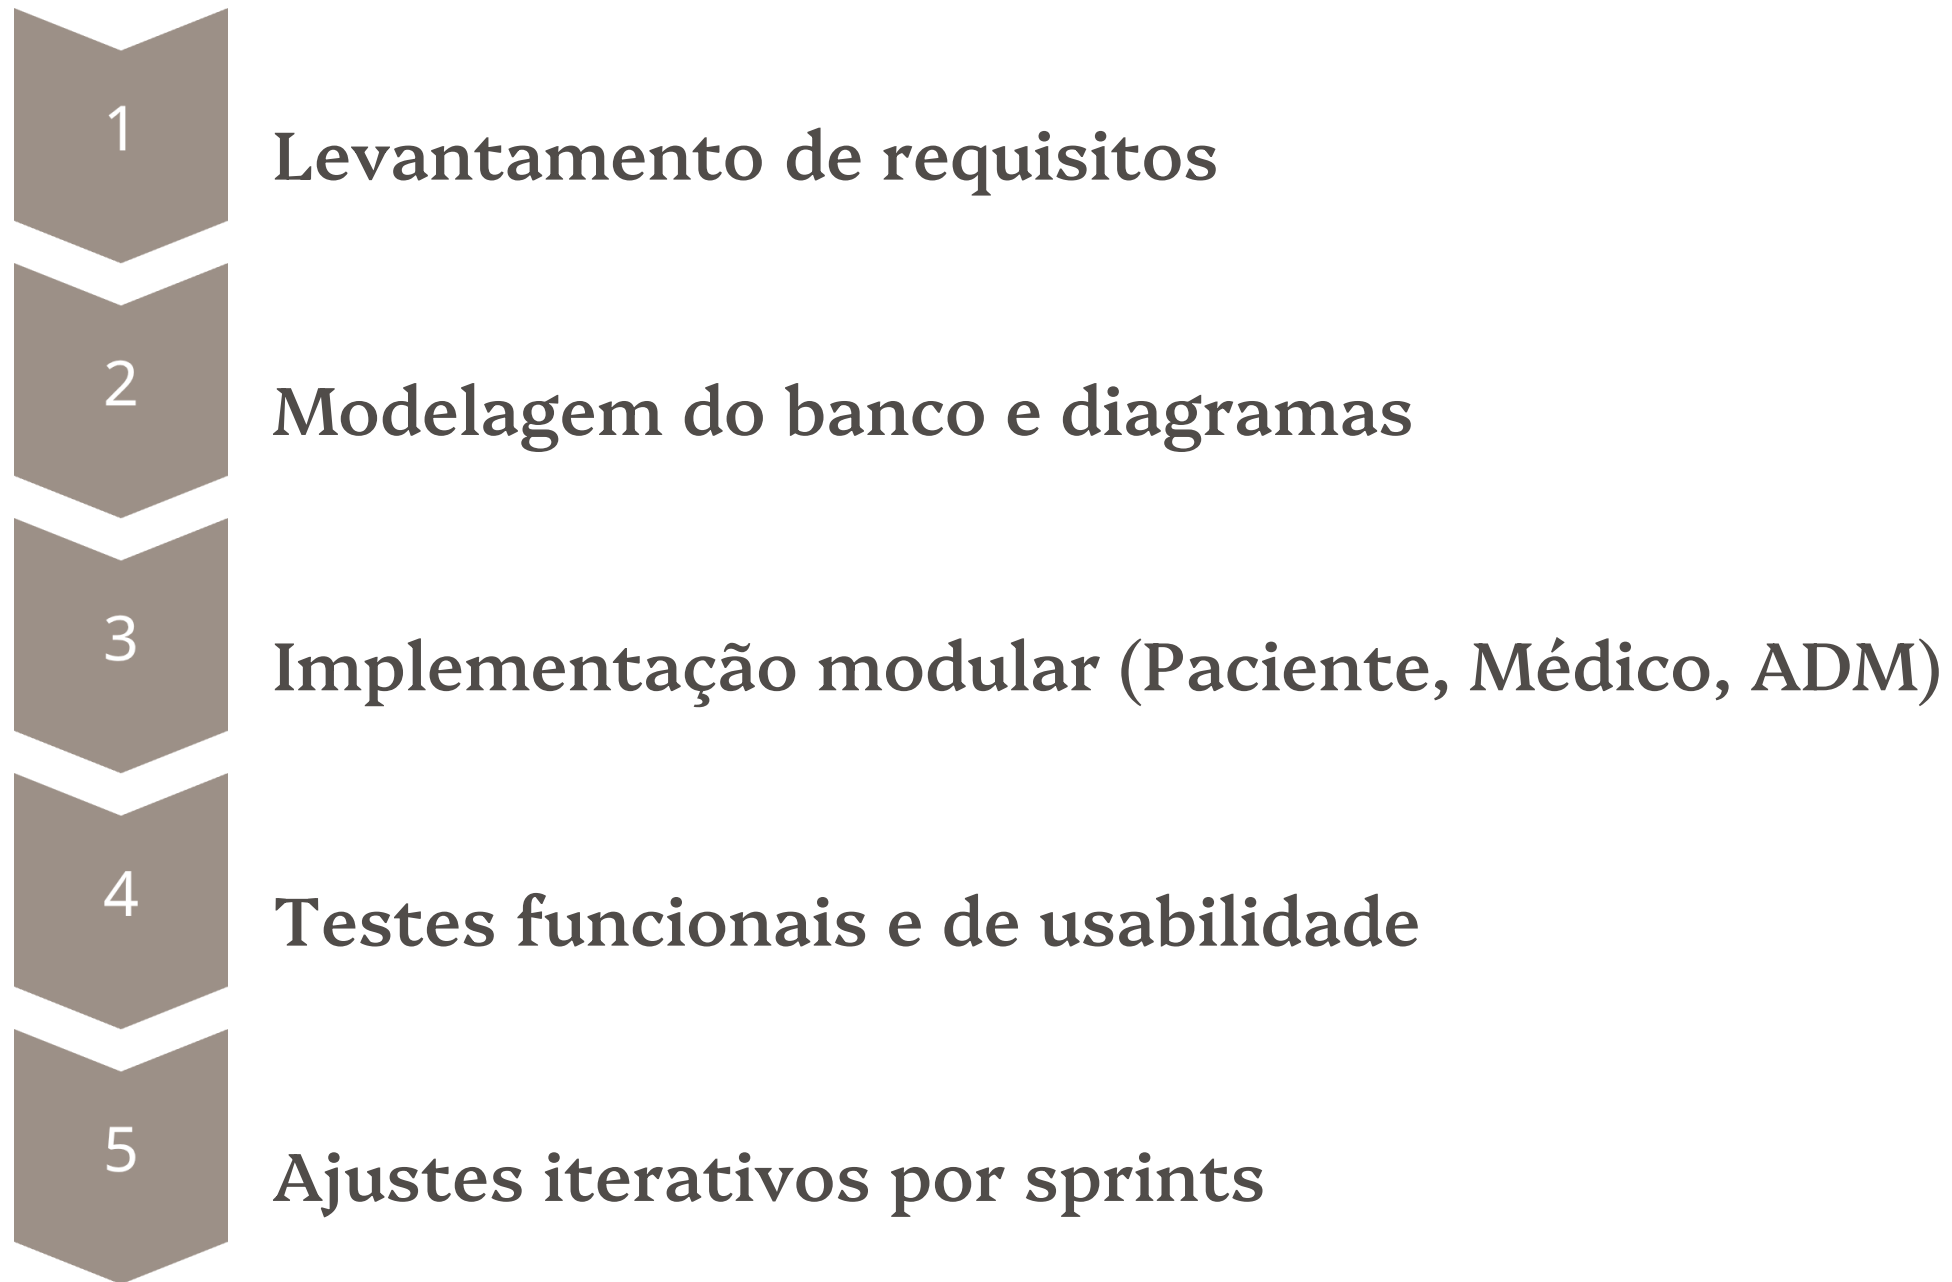 1
Levantamento de requisitos
2
Modelagem do banco e diagramas
3
Implementação modular (Paciente, Médico, ADM)
4
Testes funcionais e de usabilidade
5
Ajustes iterativos por sprints